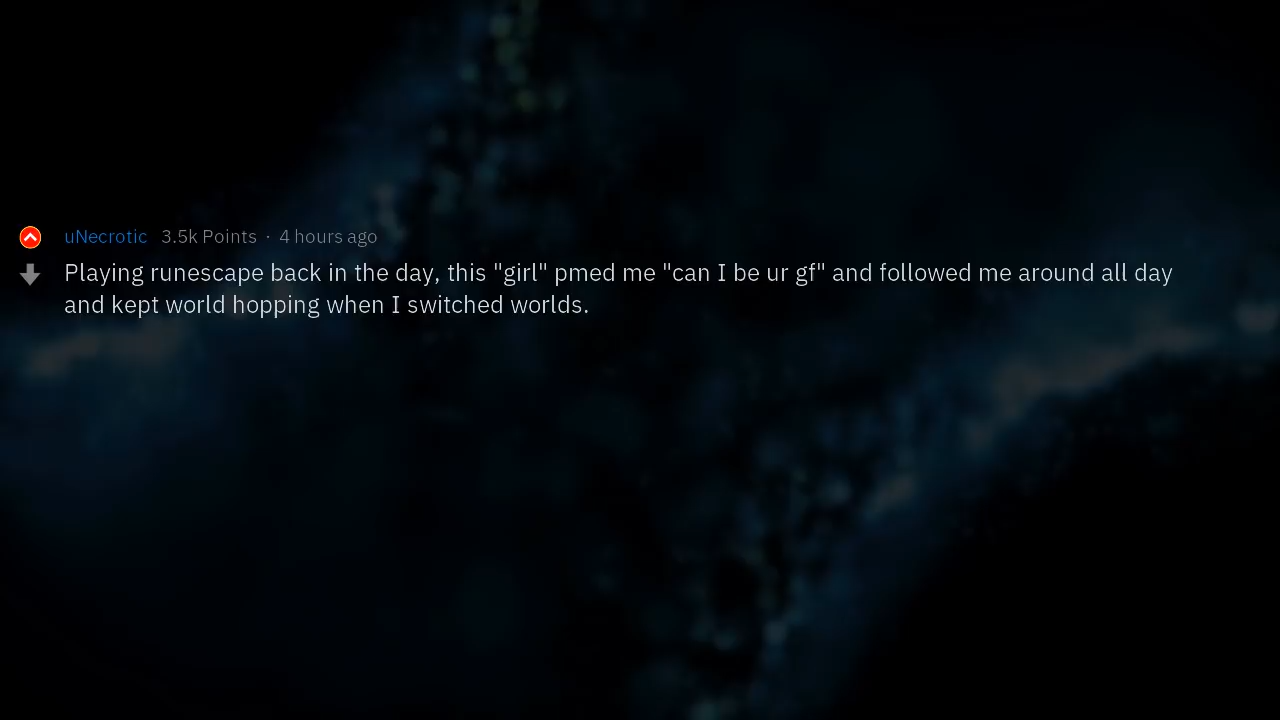 uNecrotic 3.5k Points · 4 hours ago
Playing runescape back in the day, this "girl" pmed me "can I be ur gf" and followed me around all day
and kept world hopping when I switched worlds.